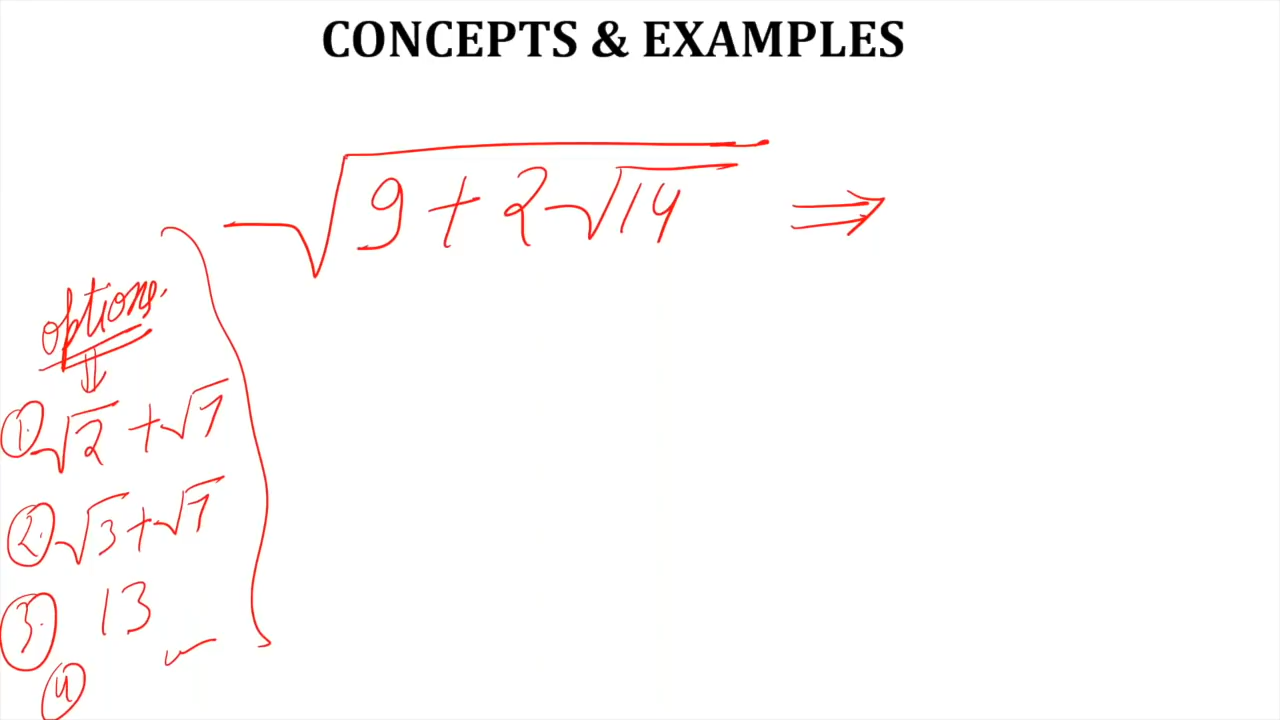 CONCEPTS & EXAMPLES
√(9 + 2√14) ⇒
options.
⇓
1. √2 + √7
2. √3 + √7
3. 13
4